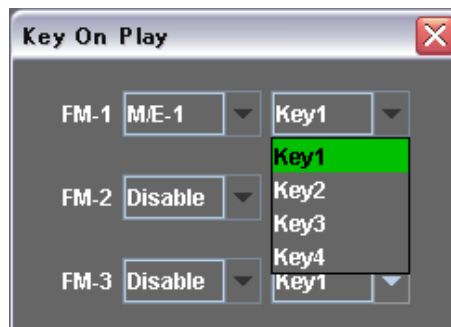 Key On Play
FM-1 M/E-1 Key1
Key1
Key2
Key3
Key4
FM-2 Disable
FM-3 Disable Key1